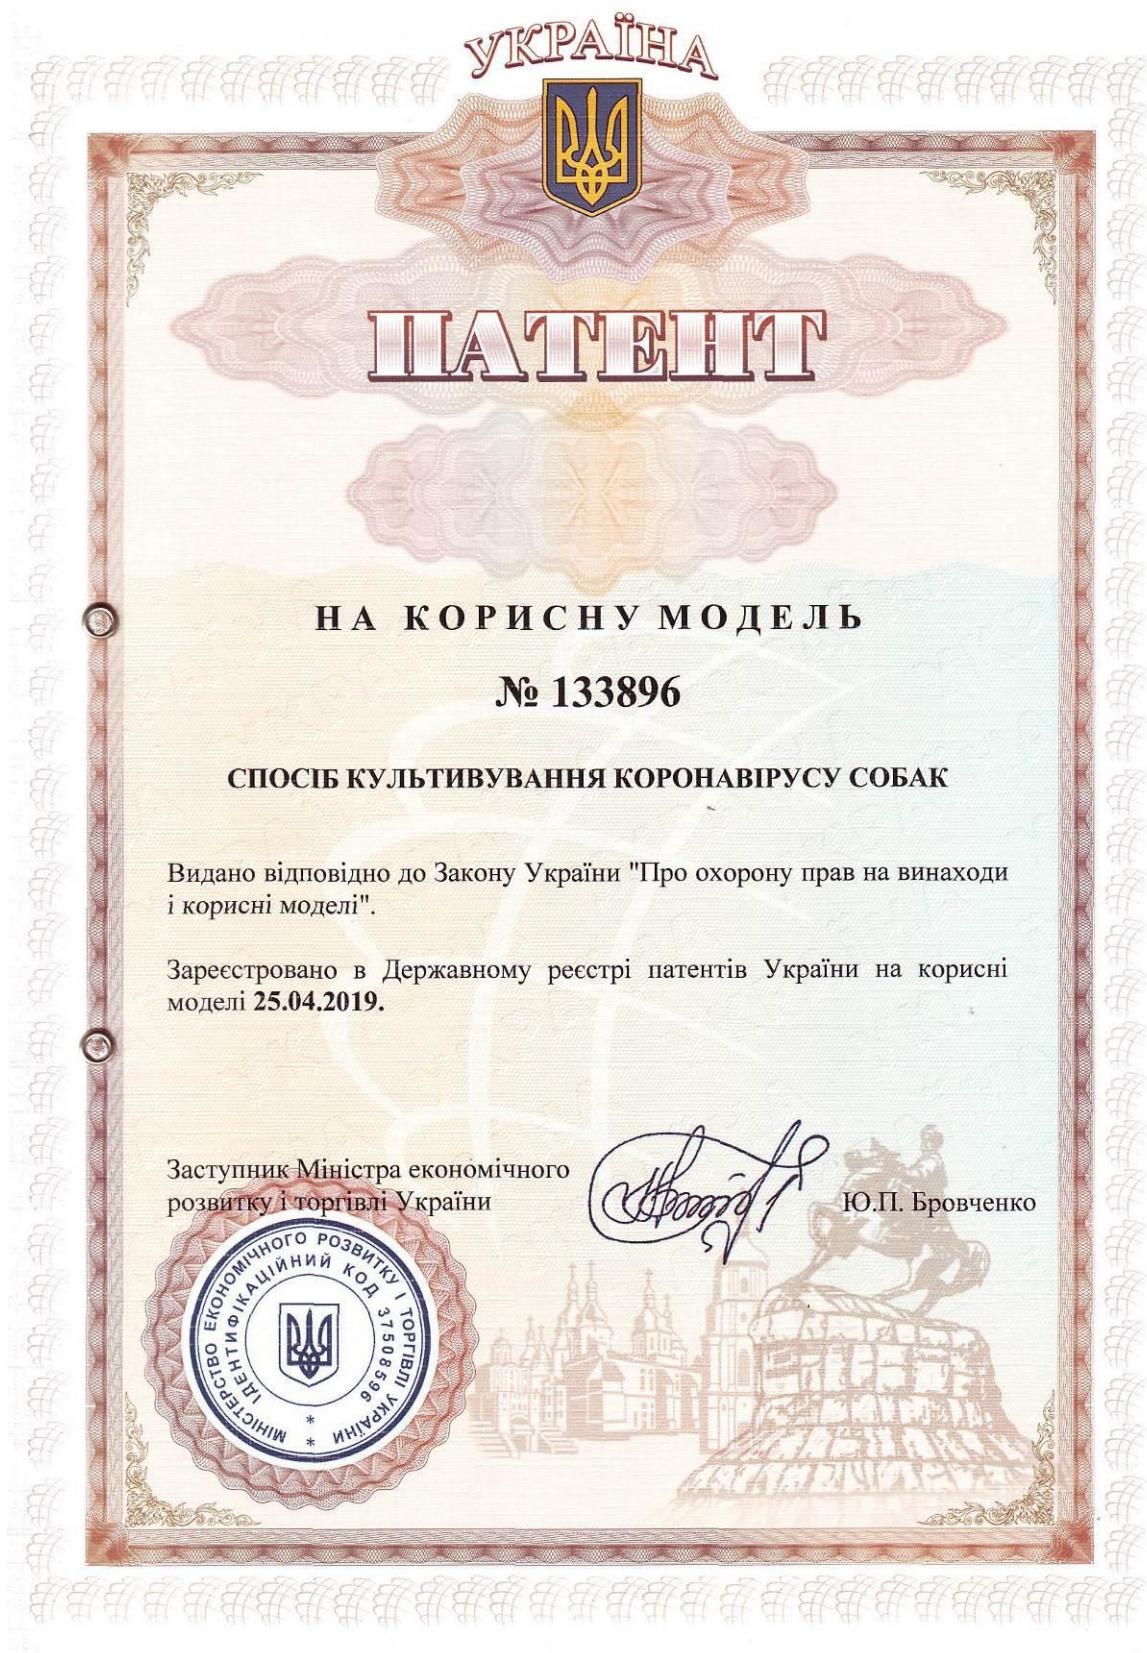 УКРАЇНА
ПАТЕНТ
НА КОРИСНУ МОДЕЛЬ
№ 133896
СПОСІБ КУЛЬТИВУВАННЯ КОРОНАВІРУСУ СОБАК
Видано відповідно до Закону України "Про охорону прав на винаходи
і корисні моделі".
Зареєстровано в Державному реєстрі патентів України на корисні
моделі 25.04.2019.
Заступник Міністра економічного
розвитку і торгівлі України
Ю.П. Бровченко
МІНІСТЕРСТВО ЕКОНОМІЧНОГО РОЗВИТКУ І ТОРГІВЛІ УКРАЇНИ *
ІДЕНТИФІКАЦІЙНИЙ КОД 37508596 *